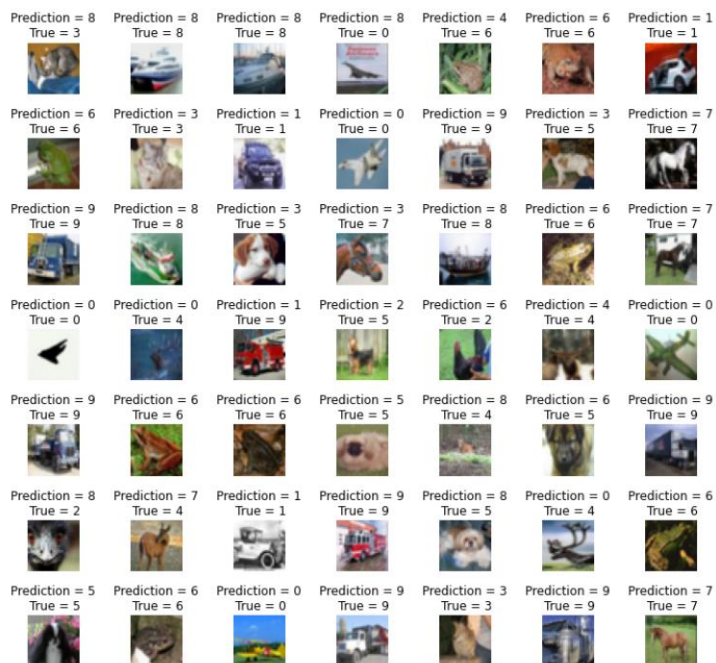 Prediction = 8 Prediction = 8 Prediction = 8 Prediction = 8 Prediction = 4 Prediction = 6 Prediction = 1
True = 3 True = 8 True = 8 True = 0 True = 6 True = 6 True = 1
Prediction = 6 Prediction = 3 Prediction = 1 Prediction = 0 Prediction = 9 Prediction = 3 Prediction = 7
True = 6 True = 3 True = 1 True = 0 True = 9 True = 5 True = 7
Prediction = 9 Prediction = 8 Prediction = 3 Prediction = 3 Prediction = 8 Prediction = 6 Prediction = 7
True = 9 True = 8 True = 5 True = 7 True = 8 True = 6 True = 7
Prediction = 0 Prediction = 0 Prediction = 1 Prediction = 2 Prediction = 6 Prediction = 4 Prediction = 0
True = 0 True = 4 True = 9 True = 5 True = 2 True = 4 True = 0
Prediction = 9 Prediction = 6 Prediction = 6 Prediction = 5 Prediction = 8 Prediction = 6 Prediction = 9
True = 9 True = 6 True = 6 True = 5 True = 4 True = 5 True = 9
Prediction = 8 Prediction = 7 Prediction = 1 Prediction = 9 Prediction = 8 Prediction = 0 Prediction = 6
True = 2 True = 4 True = 1 True = 9 True = 5 True = 4 True = 6
Prediction = 5 Prediction = 6 Prediction = 0 Prediction = 9 Prediction = 3 Prediction = 9 Prediction = 7
True = 5 True = 6 True = 0 True = 9 True = 3 True = 9 True = 7